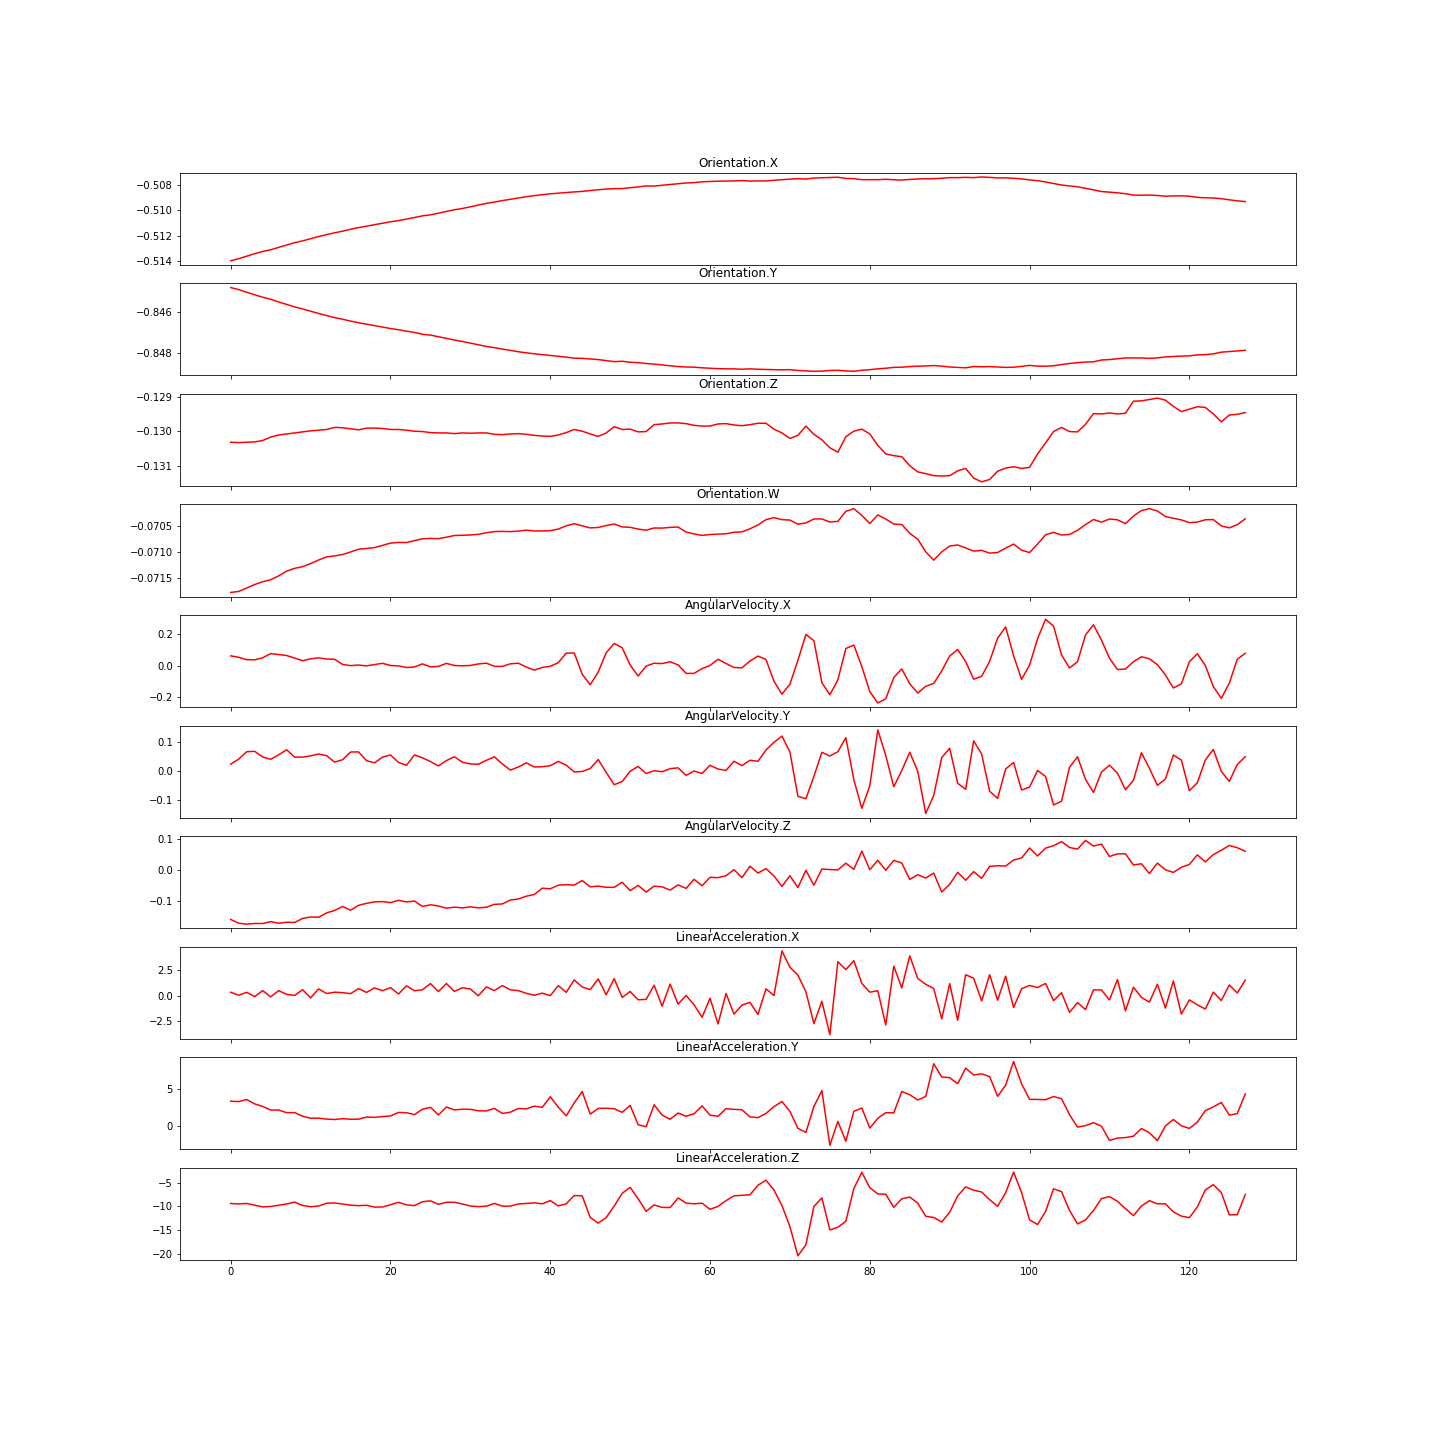 Orientation.X
−0.508
−0.510
−0.512
−0.514
Orientation.Y
−0.846
−0.848
Orientation.Z
−0.129
−0.130
−0.131
Orientation.W
−0.0705
−0.0710
−0.0715
AngularVelocity.X
0.2
0.0
−0.2
AngularVelocity.Y
0.1
0.0
−0.1
AngularVelocity.Z
0.1
0.0
−0.1
LinearAcceleration.X
2.5
0.0
−2.5
LinearAcceleration.Y
5
0
LinearAcceleration.Z
−5
−10
−15
−20
0 20 40 60 80 100 120